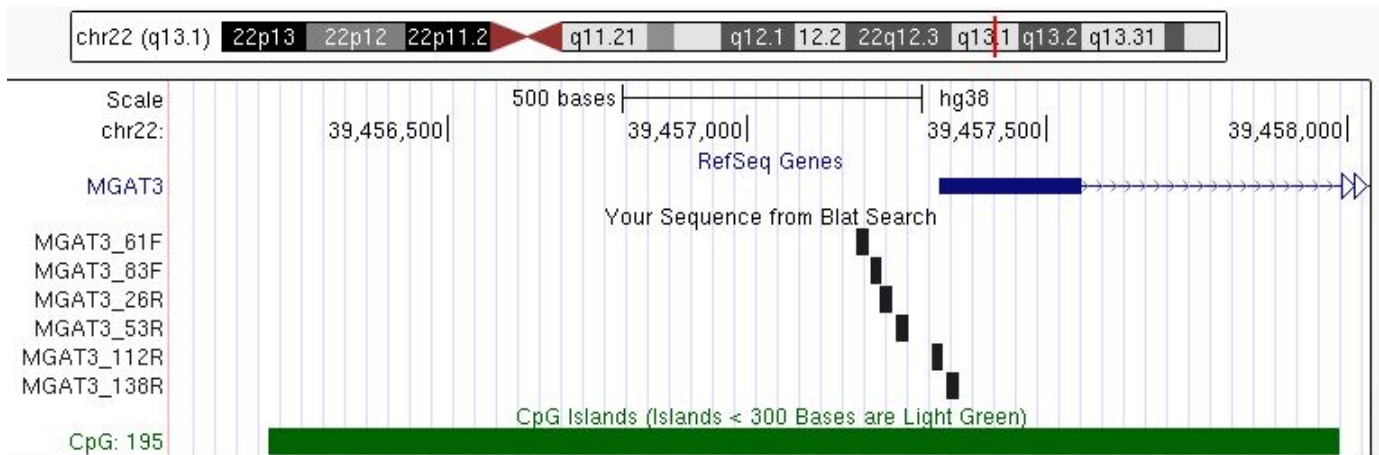 chr22 (q13.1) 22p13 22p12 22p11.2 q11.21 q12.1 12.2 22q12.3 q13.1 q13.2 q13.31
Scale 500 bases hg38
chr22: 39,456,500 39,457,000 39,457,500 39,458,000
RefSeq Genes
MGAT3
Your Sequence from Blat Search
MGAT3_61F
MGAT3_83F
MGAT3_26R
MGAT3_53R
MGAT3_112R
MGAT3_138R
CpG Islands (Islands < 300 Bases are Light Green)
CpG: 195